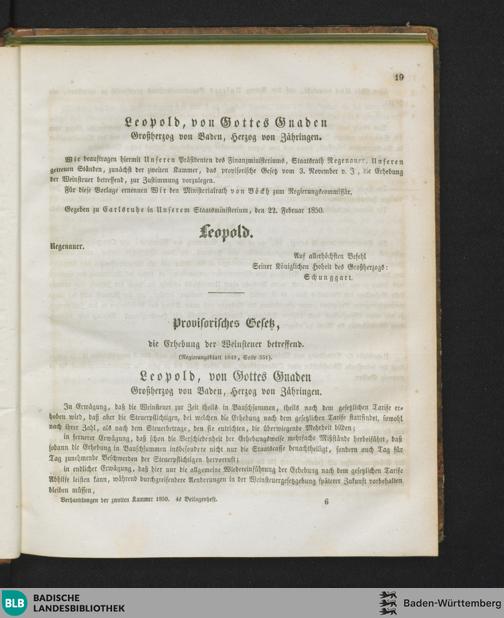 19
Leopold, von Gottes Gnaden
Großherzog von Baden, Herzog von Zähringen.
Wir beauftragen hiermit Unseren Präsidenten des Finanzministeriums, Staatsrath Regenauer, Unseren
getreuen Ständen, zunächst der zweiten Kammer, das provisorische Gesetz vom 3. November v. J., die Erhebung
der Weinsteuer betreffend, zur Zustimmung vorzulegen.
Für diese Vorlage ernennen Wir den Ministerialrath von Böckh zum Regierungskommissär.
Gegeben zu Carlsruhe in Unserem Staatsministerium, den 22. Februar 1850.
Leopold.
Regenauer.
Auf allerhöchsten Befehl
Seiner Königlichen Hoheit des Großherzogs:
Schunggart.
Provisorisches Gesetz,
die Erhebung der Weinsteuer betreffend.
(Regierungsblatt 1849, Seite 551).
Leopold, von Gottes Gnaden
Großherzog von Baden, Herzog von Zähringen.
In Erwägung, daß die Weinsteuer zur Zeit theils in Bauschsummen, theils nach dem gesetzlichen Tarife er-
hoben wird, daß aber die Steuerpflichtigen, bei welchen die Erhebung nach dem gesetzlichen Tarife stattfindet, sowohl
nach ihrer Zahl, als nach dem Steuerbetrage, den sie entrichten, die überwiegende Mehrheit bilden;
in fernerer Erwägung, daß schon die Verschiedenheit der Erhebungsweise mehrfache Mißstände herbeiführt, daß
sodann die Erhebung in Bauschsummen insbesondere nicht nur die Staatskasse benachtheiligt, sondern auch Tag für
Tag zunehmende Beschwerden der Steuerpflichtigen hervorruft;
in endlicher Erwägung, daß hier nur die allgemeine Wiedereinführung der Erhebung nach dem gesetzlichen Tarife
Abhilfe leisten kann, während durchgreifendere Aenderungen in der Weinsteuergesetzgebung späterer Zukunft vorbehalten
bleiben müssen,
Verhandlungen der zweiten Kammer 1850. 4s Beilagenheft.
6
BLB BADISCHE
LANDESBIBLIOTHEK
Baden-Württemberg